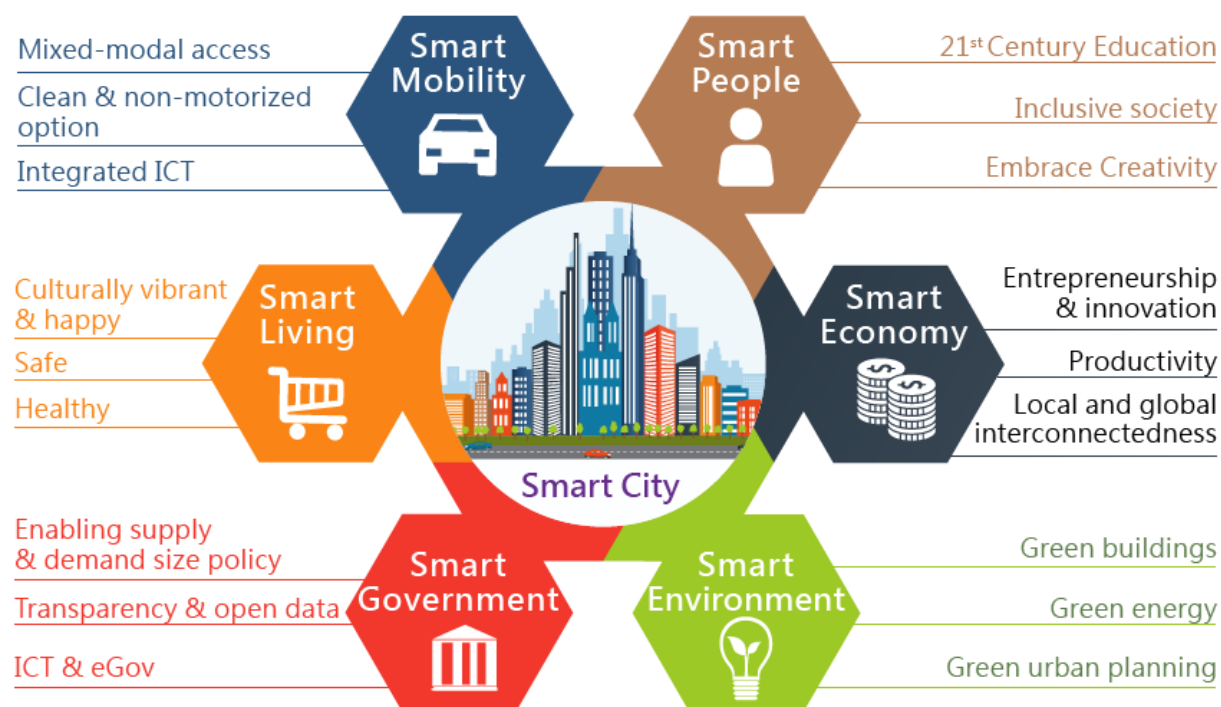 Mixed-modal access
Clean & non-motorized
option
Integrated ICT
Smart
Mobility
Smart
People
21st Century Education
Inclusive society
Embrace Creativity
Culturally vibrant
& happy
Safe
Healthy
Smart
Living
Smart
Economy
Entrepreneurship
& innovation
Productivity
Local and global
interconnectedness
Smart City
Enabling supply
& demand size policy
Transparency & open data
ICT & eGov
Smart
Government
Smart
Environment
Green buildings
Green energy
Green urban planning